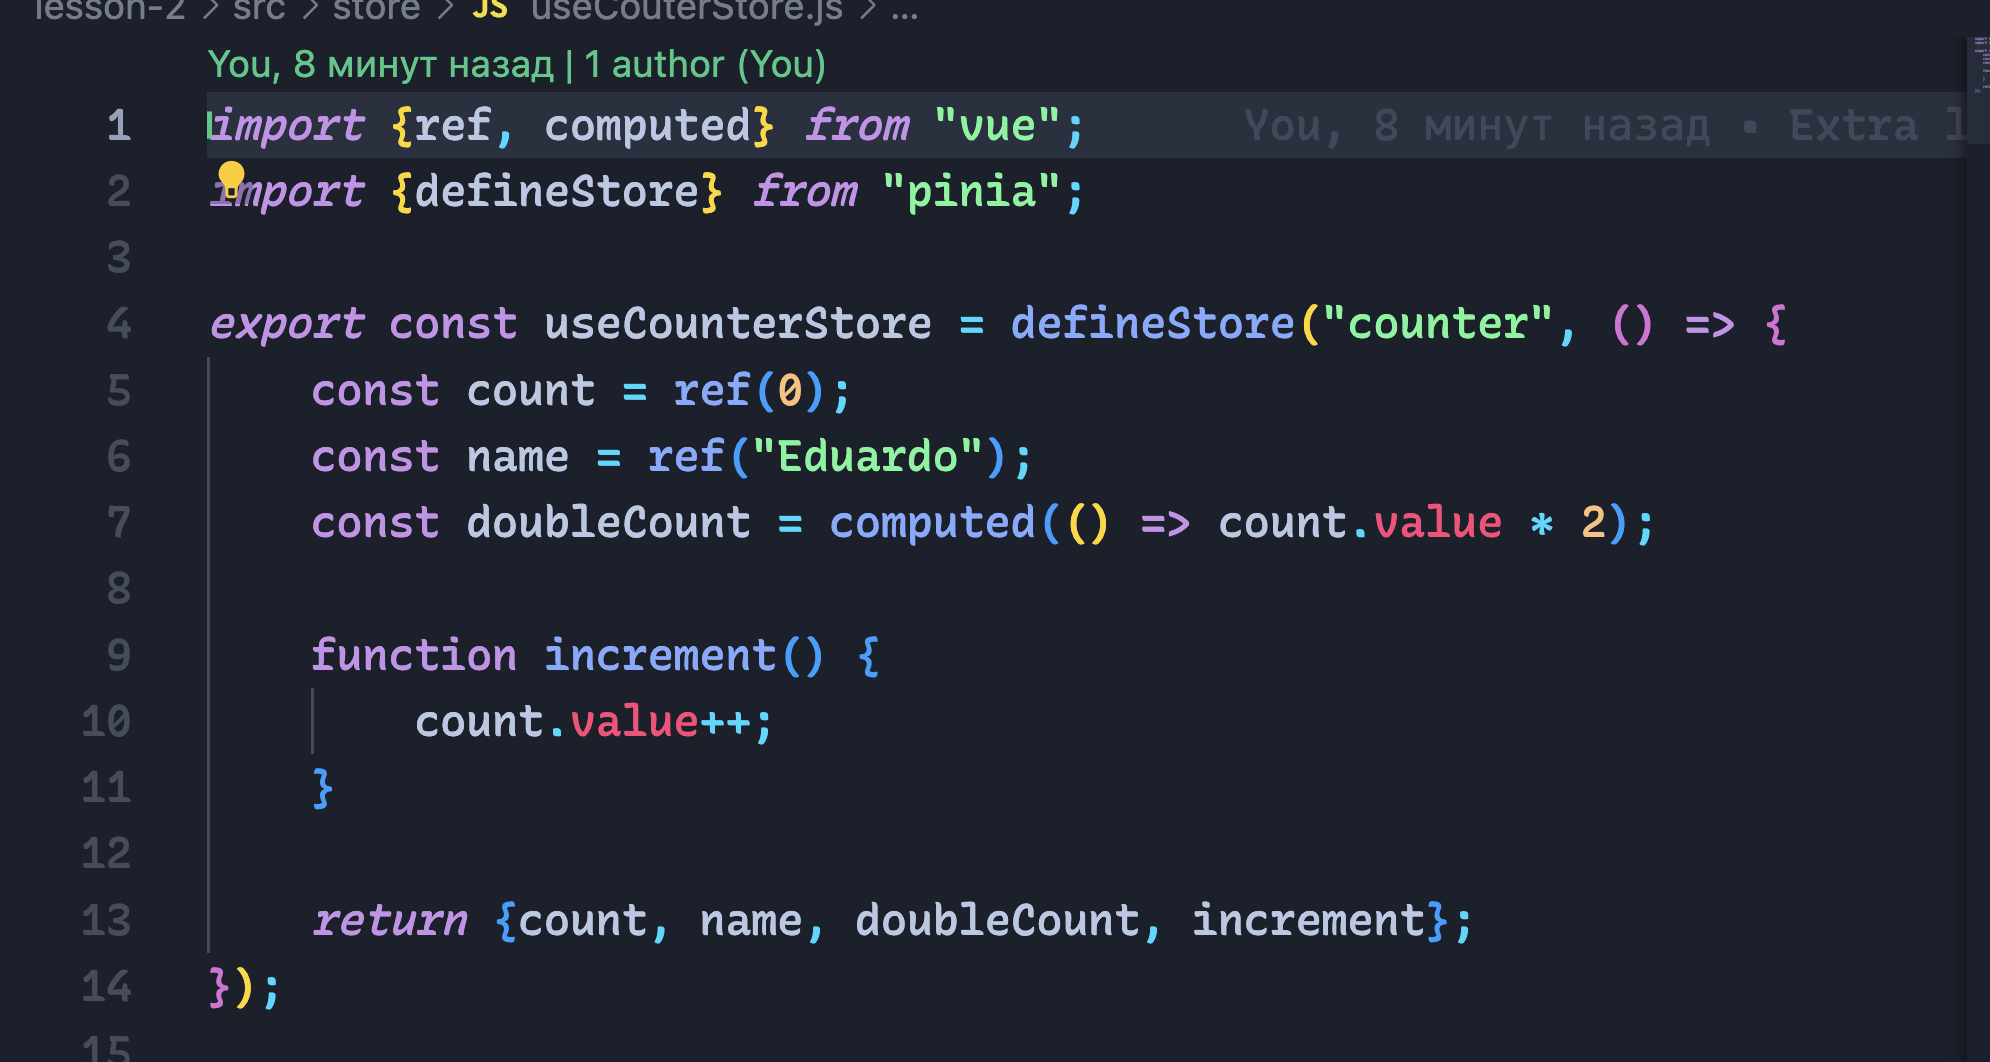 lesson-2 > src > store > JS useCouterStore.js > ...
You, 8 минут назад | 1 author (You)
1 import {ref, computed} from "vue"; You, 8 минут назад • Extra
2 import {defineStore} from "pinia";
3
4 export const useCounterStore = defineStore("counter", () => {
5 const count = ref(0);
6 const name = ref("Eduardo");
7 const doubleCount = computed(() => count.value * 2);
8
9 function increment() {
10 count.value++;
11 }
12
13 return {count, name, doubleCount, increment};
14 });
15